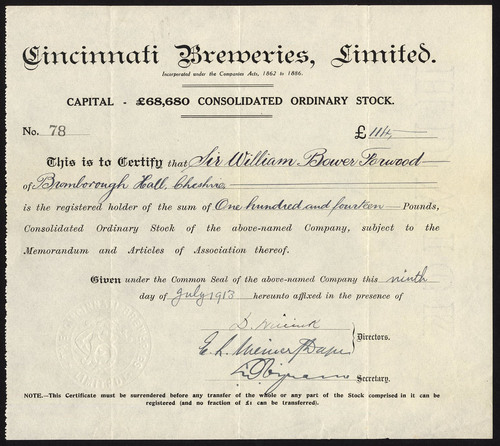 Cincinnati Breweries, Limited.
Incorporated under the Companies Acts, 1862 to 1886.
CAPITAL - £68,680 CONSOLIDATED ORDINARY STOCK.
No. 78 £114
This is to Certify that Sir William Bower Forwood
of Bromborough Hall, Cheshire
is the registered holder of the sum of One hundred and fourteen Pounds,
Consolidated Ordinary Stock of the above-named Company, subject to the
Memorandum and Articles of Association thereof.
Given under the Common Seal of the above-named Company this ninth
day of July 1913 hereunto affixed in the presence of
Directors.
Secretary.
NOTE.—This Certificate must be surrendered before any transfer of the whole or any part of the Stock comprised in it can be
registered (and no fraction of £1 can be transferred).